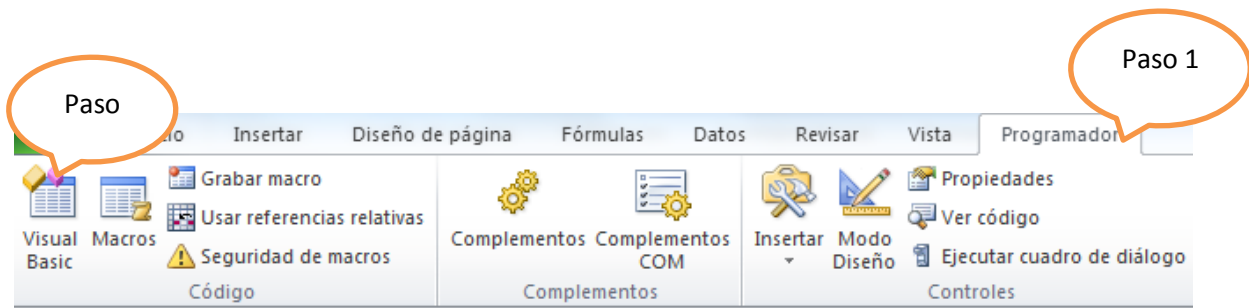 Paso 1
Paso
Insertar Diseño de página Fórmulas Datos Revisar Vista Programador
Grabar macro
Usar referencias relativas
Seguridad de macros
Visual Basic
Macros
Código
Complementos
Complementos COM
Complementos
Insertar
Modo Diseño
Propiedades
Ver código
Ejecutar cuadro de diálogo
Controles